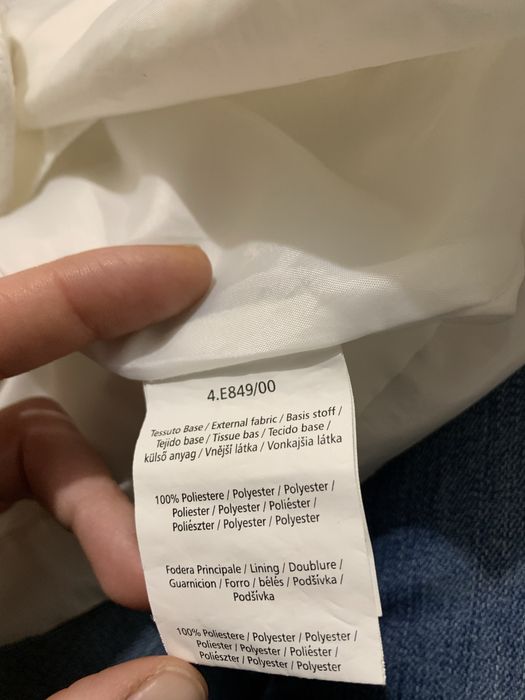 4.E849/00
Tessuto Base / External fabric / Basis stoff /
Tejido base / Tissue bas / Tecido base /
külső anyag / Vnější látka / Vonkajšia látka
100% Poliestere / Polyester / Polyester /
Poliester / Polyester / Poliéster /
Poliészter / Polyester / Polyester
Fodera Principale / Lining / Doublure /
Guarnicion / Forro / bélés / Podšívka /
Podšívka
100% Poliestere / Polyester / Polyester /
Poliester / Polyester / Poliéster /
Poliészter / Polyester / Polyester